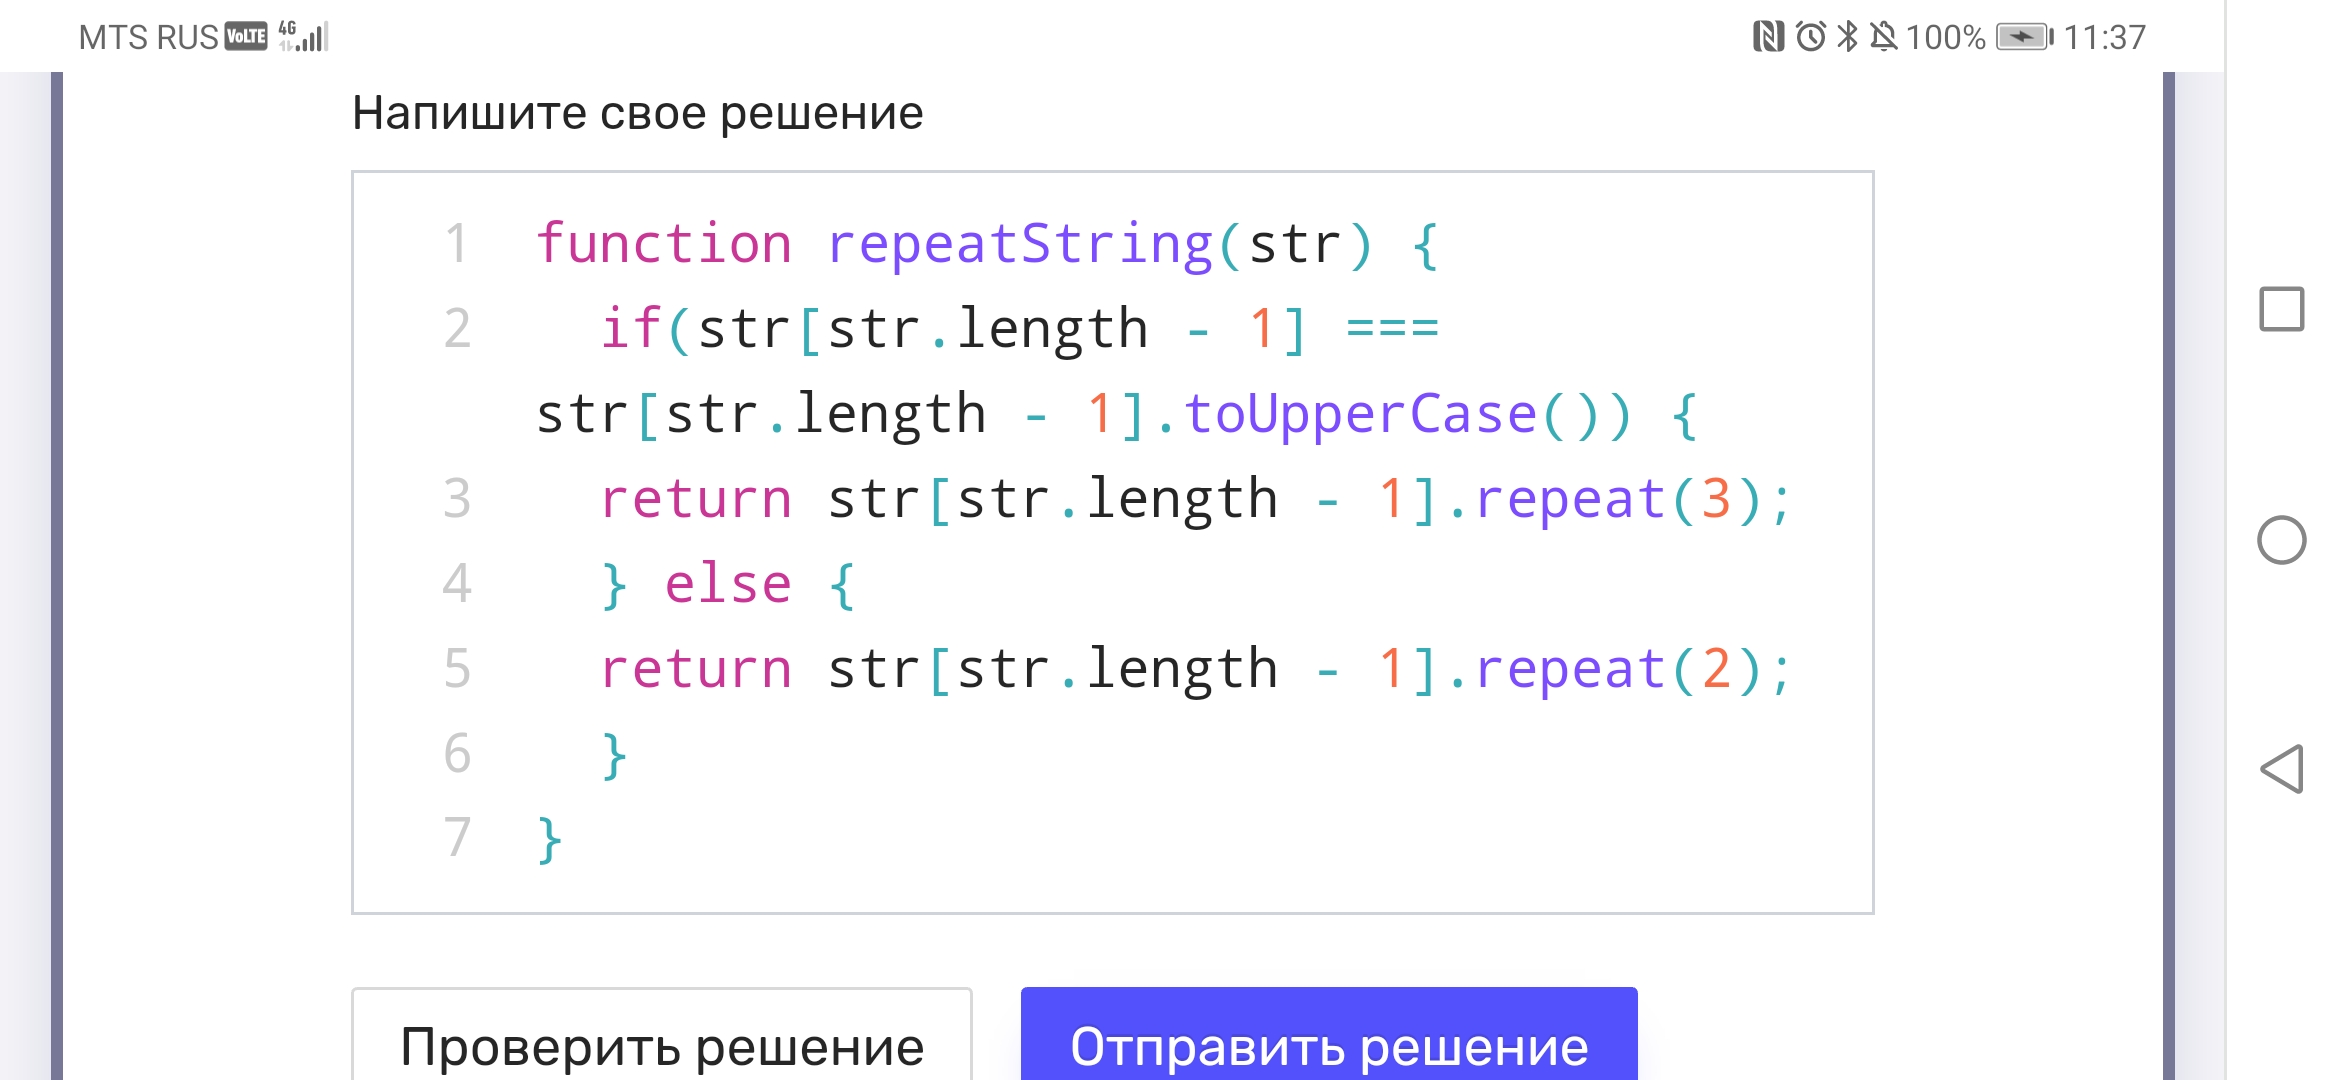 MTS RUS VoLTE 4G 100% 11:37
Напишите свое решение
1 function repeatString(str) {
2 if(str[str.length - 1] ===
str[str.length - 1].toUpperCase()) {
3 return str[str.length - 1].repeat(3);
4 } else {
5 return str[str.length - 1].repeat(2);
6 }
7 }
Проверить решение Отправить решение